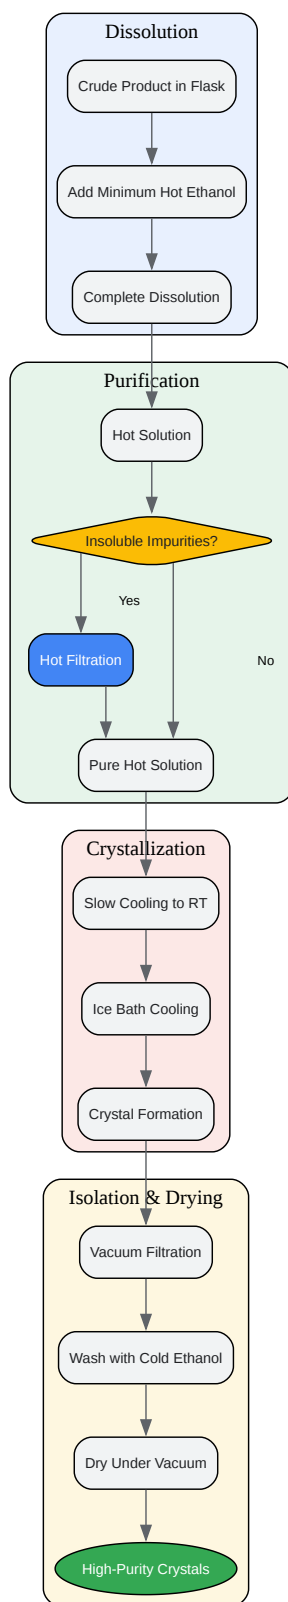 Dissolution
Crude Product in Flask
Add Minimum Hot Ethanol
Complete Dissolution
Purification
Hot Solution
Insoluble Impurities?
Yes
Hot Filtration
No
Pure Hot Solution
Crystallization
Slow Cooling to RT
Ice Bath Cooling
Crystal Formation
Isolation & Drying
Vacuum Filtration
Wash with Cold Ethanol
Dry Under Vacuum
High-Purity Crystals